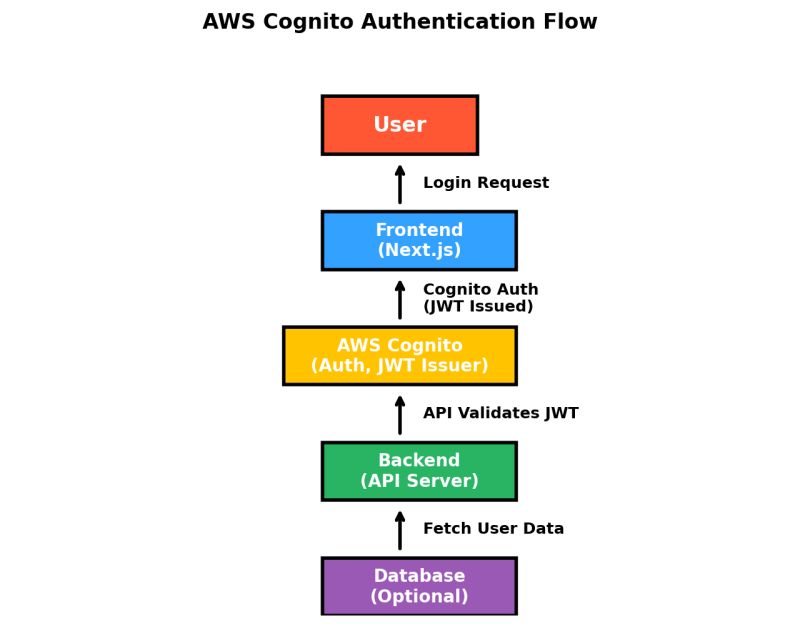 AWS Cognito Authentication Flow
User
Login Request
Frontend
(Next.js)
Cognito Auth
(JWT Issued)
AWS Cognito
(Auth, JWT Issuer)
API Validates JWT
Backend
(API Server)
Fetch User Data
Database
(Optional)